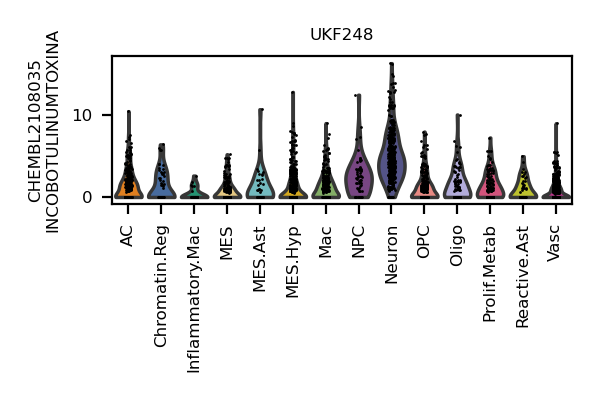 UKF248
CHEMBL2108035
INCOBOTULINUMTOXINA
10
0
AC
Chromatin.Reg
Inflammatory.Mac
MES
MES.Ast
MES.Hyp
Mac
NPC
Neuron
OPC
Oligo
Prolif.Metab
Reactive.Ast
Vasc